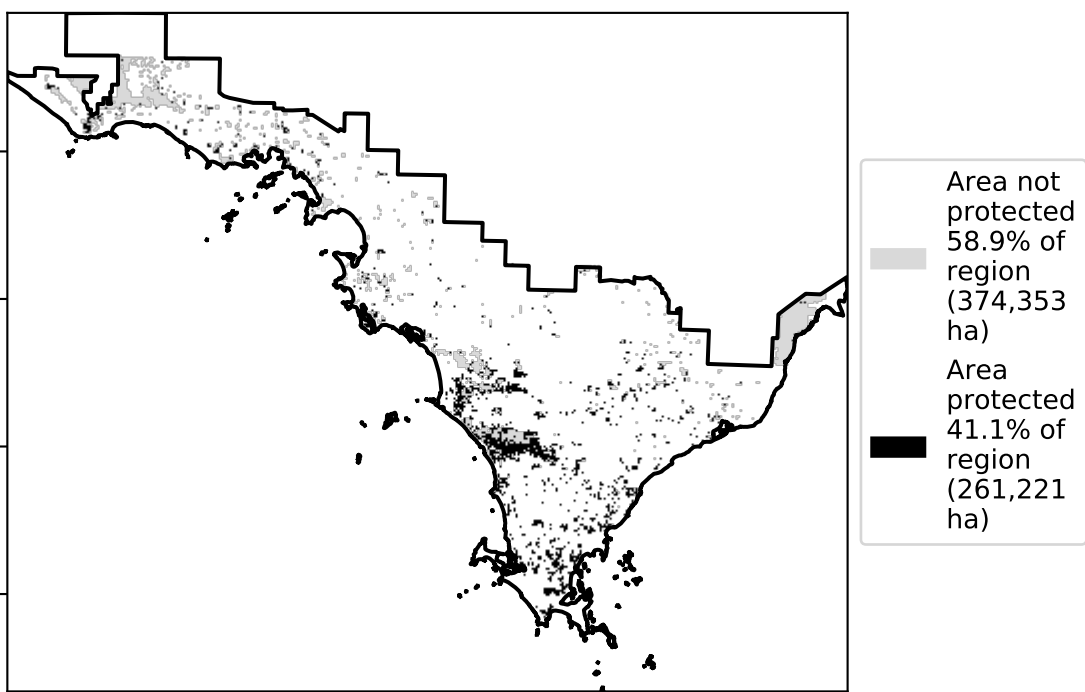 Area not
protected
58.9% of
region
(374,353
ha)
Area
protected
41.1% of
region
(261,221
ha)